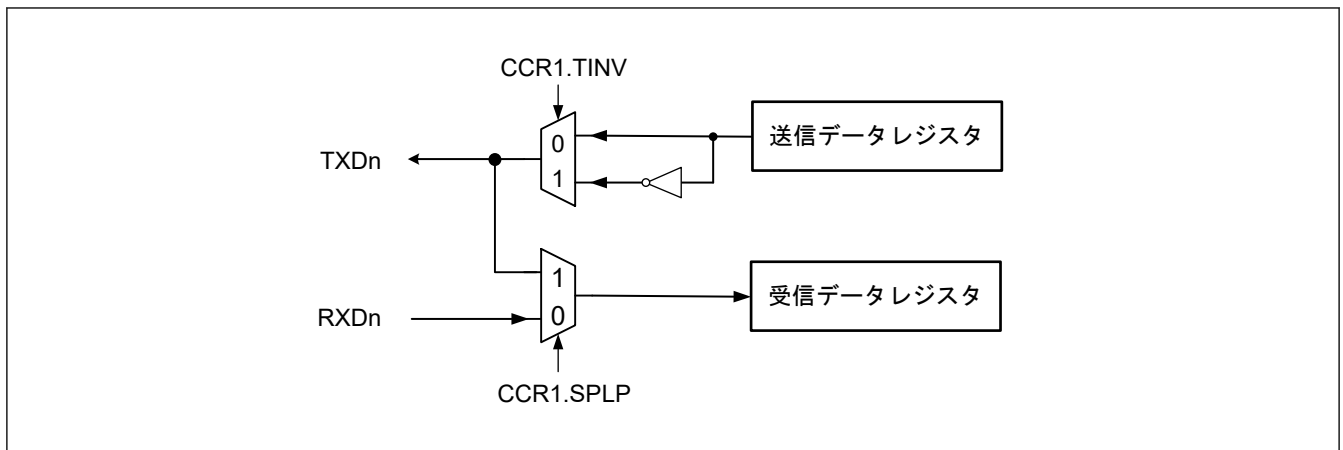 CCR1.TINV
送信データレジスタ
0
TXDn
1
1
受信データレジスタ
RXDn
0
CCR1.SPLP